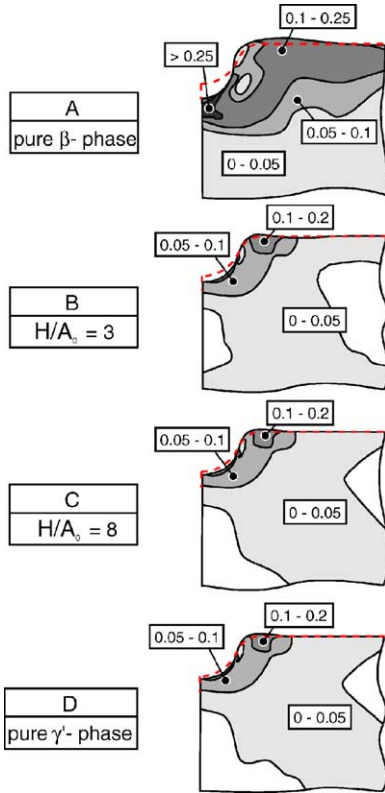 0.1 - 0.25
> 0.25
A
pure β- phase
0.05 - 0.1
0 - 0.05
0.1 - 0.2
0.05 - 0.1
B
H/A₀ = 3
0 - 0.05
0.1 - 0.2
0.05 - 0.1
C
H/A₀ = 8
0 - 0.05
0.1 - 0.2
0.05 - 0.1
D
pure γ'- phase
0 - 0.05